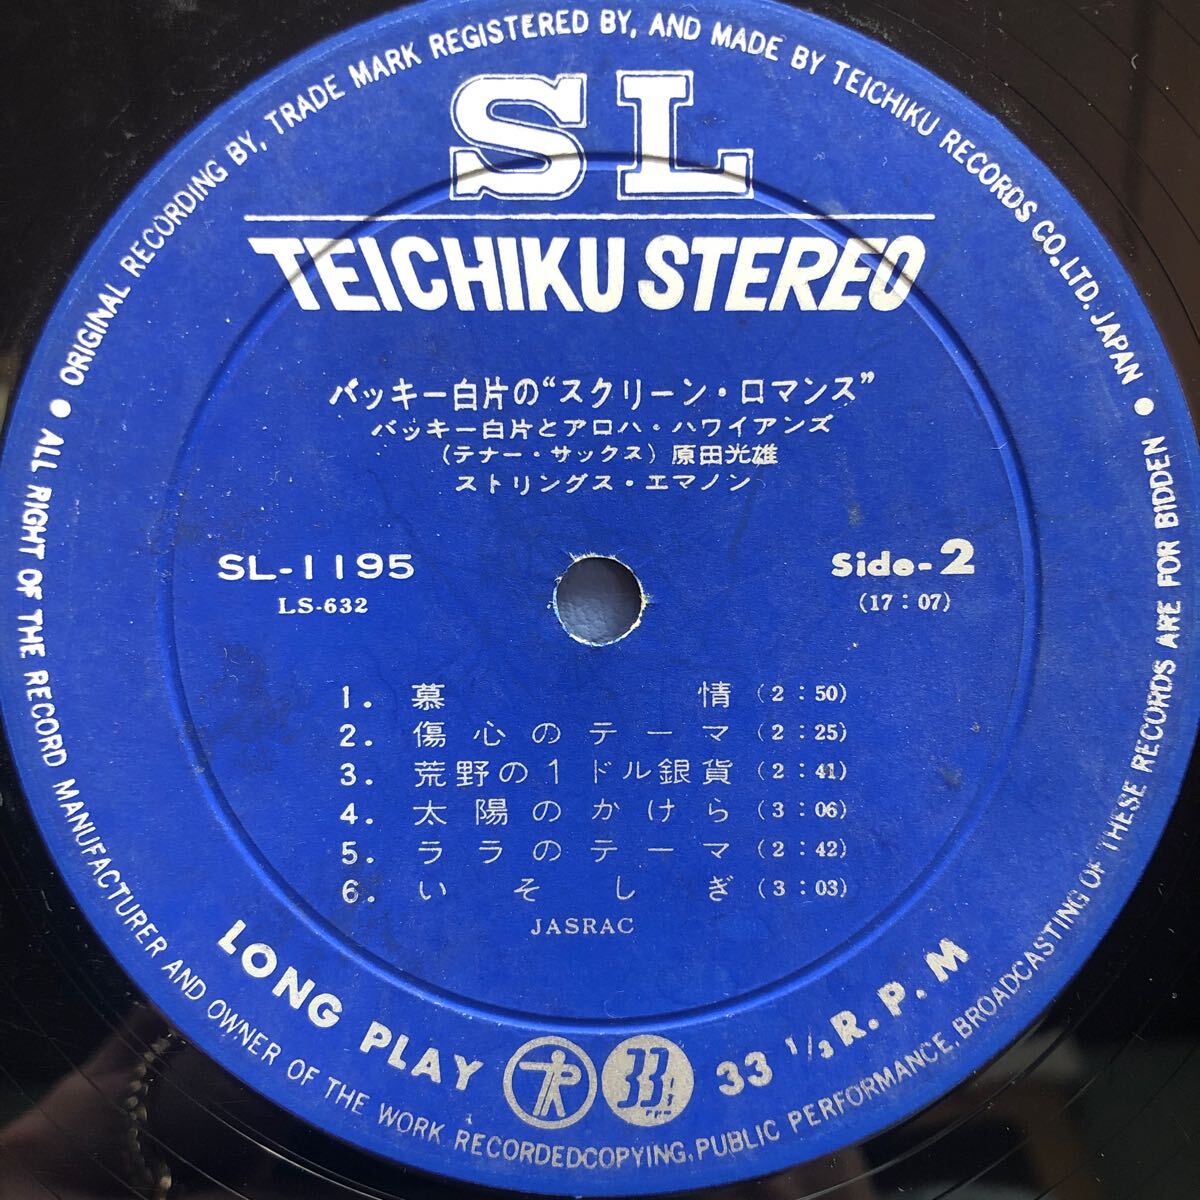 ORIGINAL RECORDING BY, TRADE MARK REGISTERED BY, AND MADE BY TEICHIKU RECORDS CO. LTD. JAPAN
SL
TEICHIKU STEREO
バッキー白片の“スクリーン・ロマンス”
バッキー白片とアロハ・ハワイアンズ
(テナー・サックス) 原田光雄
ストリングス・エマノン
SL-1195
LS-632
Side-2
(17:07)
1. 慕情 (2:50)
2. 傷心のテーマ (2:25)
3. 荒野の1ドル銀貨 (2:41)
4. 太陽のかけら (3:06)
5. ララのテーマ (2:42)
6. いそしぎ (3:03)
JASRAC
LONG PLAY
33 1/3 R.P.M
33⅓ rpm
ALL RIGHT OF THE RECORD MANUFACTURER AND OWNER OF THE WORK RECORDEDCOPYING, PUBLIC PERFORMANCE, BROADCASTING OF THESE RECORDS ARE FOR BIDDEN